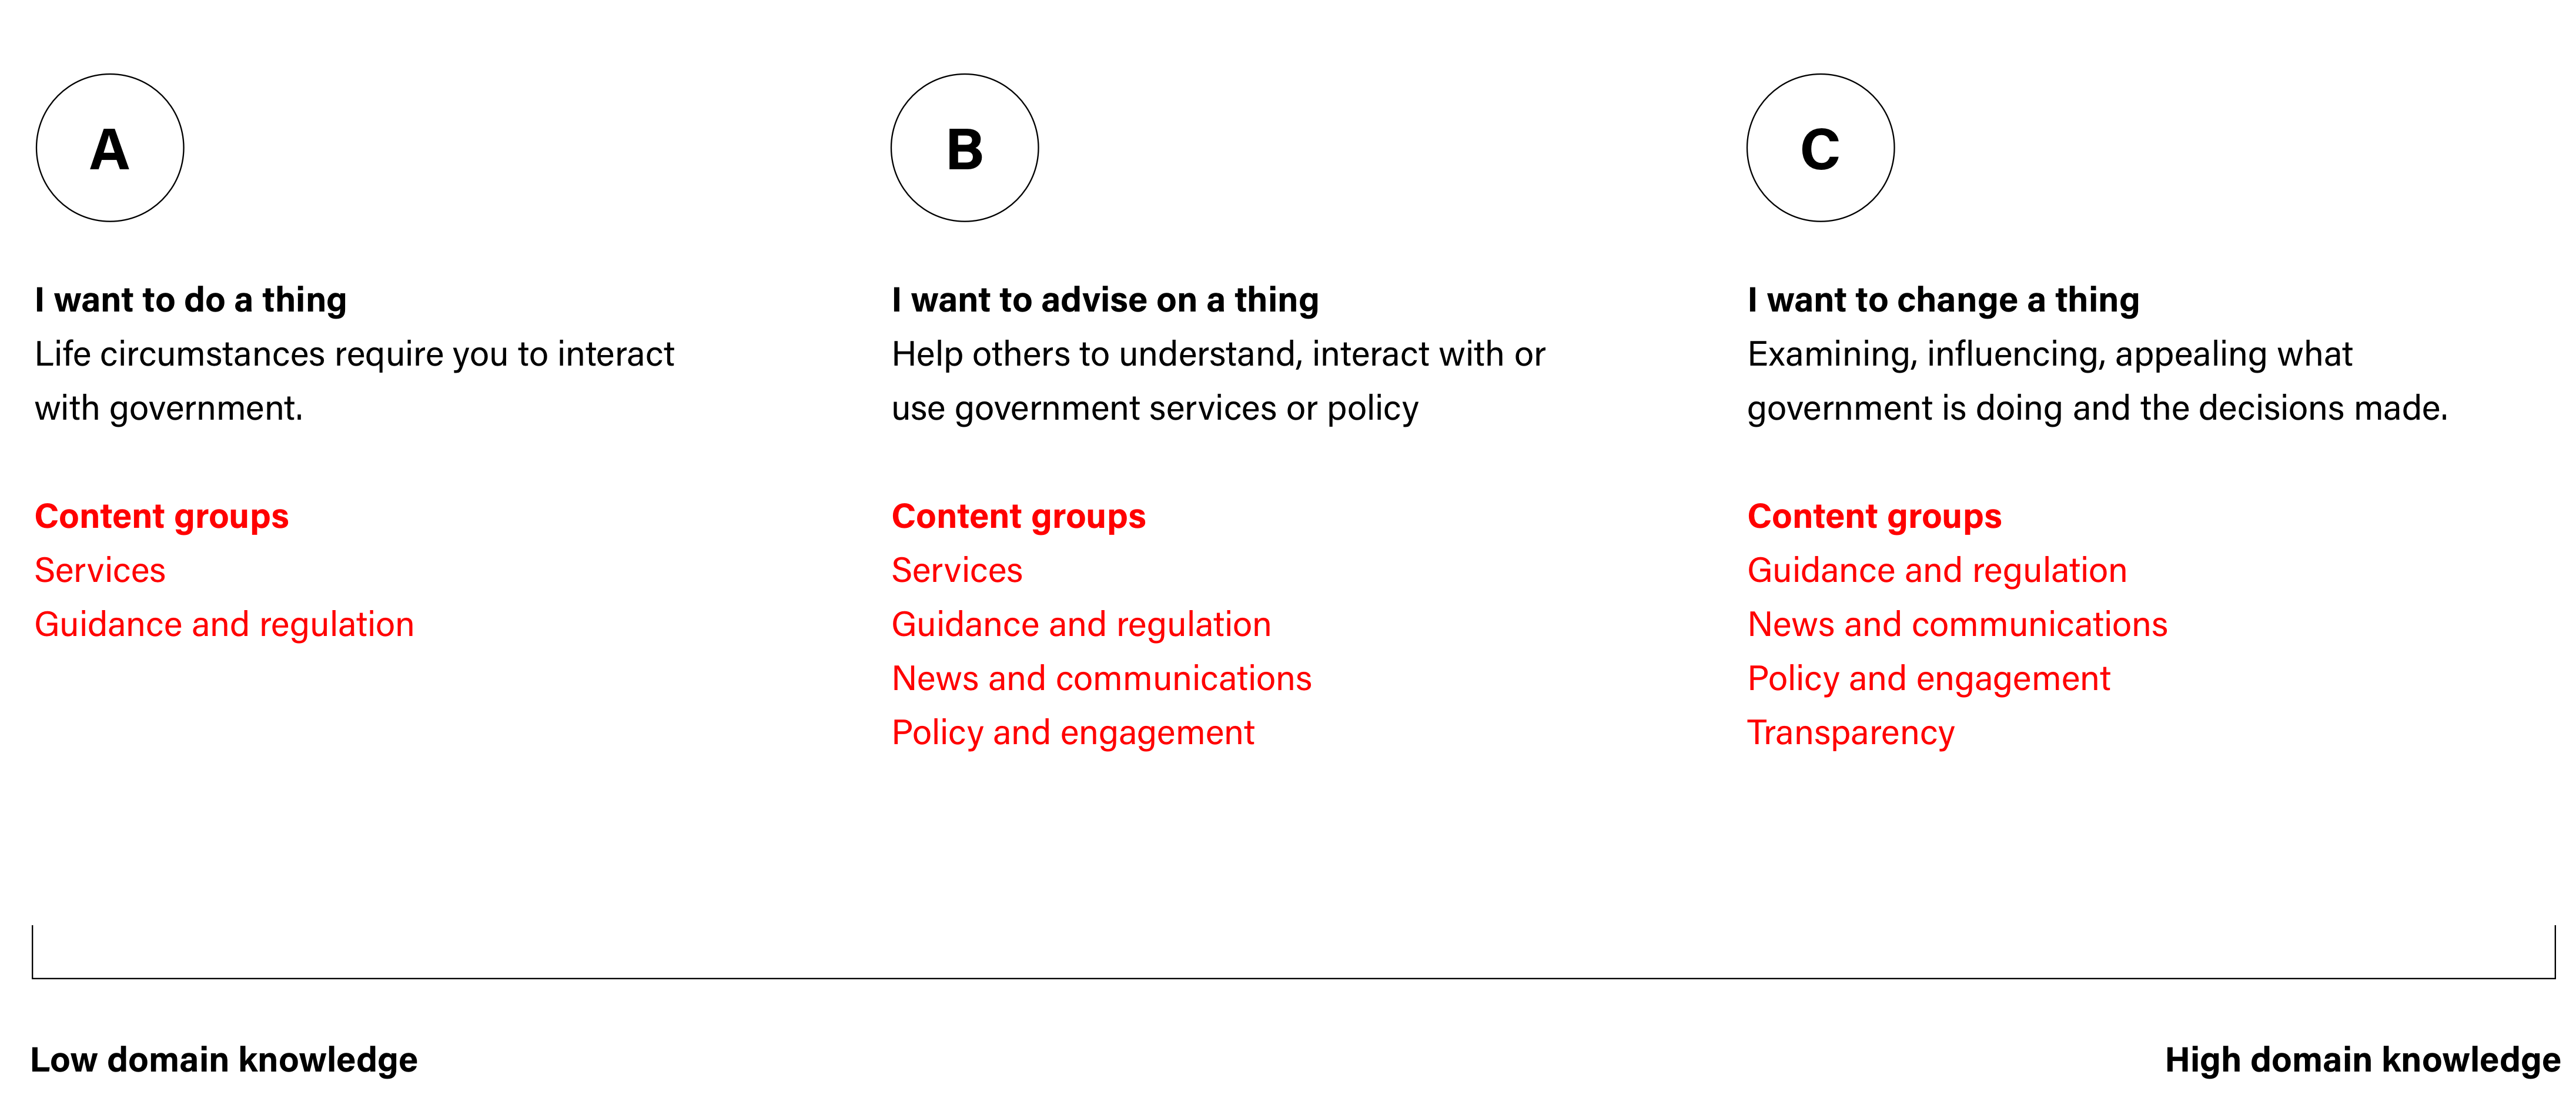 A
I want to do a thing
Life circumstances require you to interact
with government.
Content groups
Services
Guidance and regulation
B
I want to advise on a thing
Help others to understand, interact with or
use government services or policy
Content groups
Services
Guidance and regulation
News and communications
Policy and engagement
C
I want to change a thing
Examining, influencing, appealing what
government is doing and the decisions made.
Content groups
Guidance and regulation
News and communications
Policy and engagement
Transparency
Low domain knowledge
High domain knowledge